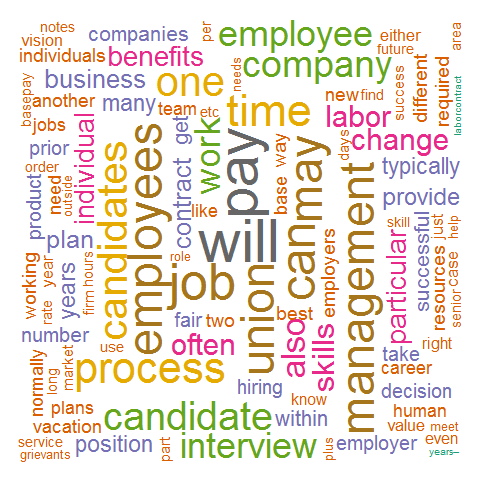 notes
companies
per
employee
either
area
vision
future
individuals
benefits
company
needs
success
different
required
business
one
new
find
basepay
another
many
team
etc
time
labor
laborcontract
jobs
get
work
pay
way
days
change
prior
individual
candidates
employees
contract
may
typically
order
need
outside
product
like
base
can
management
provide
plan
role
will
skill
just
help
working
year
years
firm
hours
job
union
employers
particular
successful
resources
case
senior
rate
fair
two
best
also
skills
right
number
often
take
normally
long
market
use
process
hiring
know
career
decision
plans
candidate
within
human
value
meet
vacation
service
position
part
interview
plus
employer
even
grievants
years–